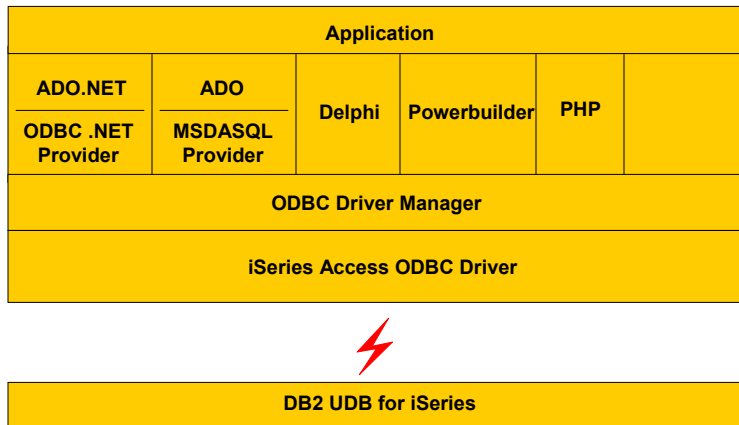 Application
ADO.NET
ODBC .NET
Provider
ADO
MSDASQL
Provider
Delphi
Powerbuilder
PHP
ODBC Driver Manager
iSeries Access ODBC Driver
DB2 UDB for iSeries